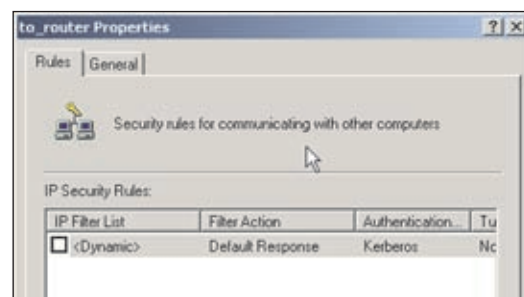 to_router Properties
Rules General
Security rules for communicating with other computers
IP Security Rules:
IP Filter List Filter Action Authentication... Tu
<Dynamic> Default Response Kerberos Nc